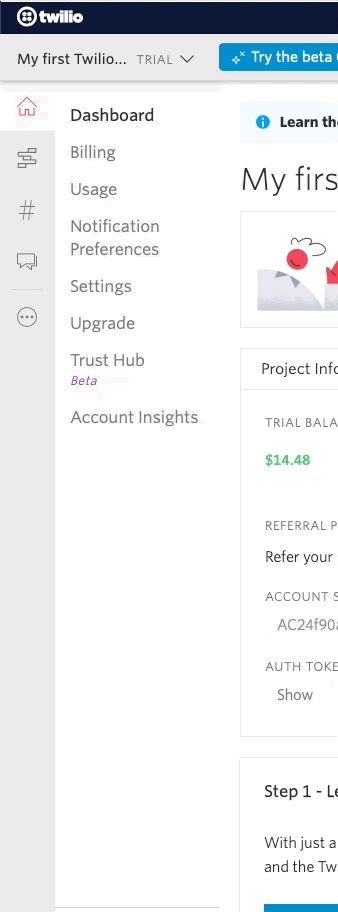 twilio
My first Twilio... TRIAL
Try the beta
Dashboard
Billing
Usage
Notification
Preferences
Settings
Upgrade
Trust Hub
Beta
Account Insights
Learn the
My firs
Project Info
TRIAL BALA
$14.48
REFERRAL P
Refer your
ACCOUNT S
AC24f90a
AUTH TOKE
Show
Step 1 - Le
With just a
and the Tw